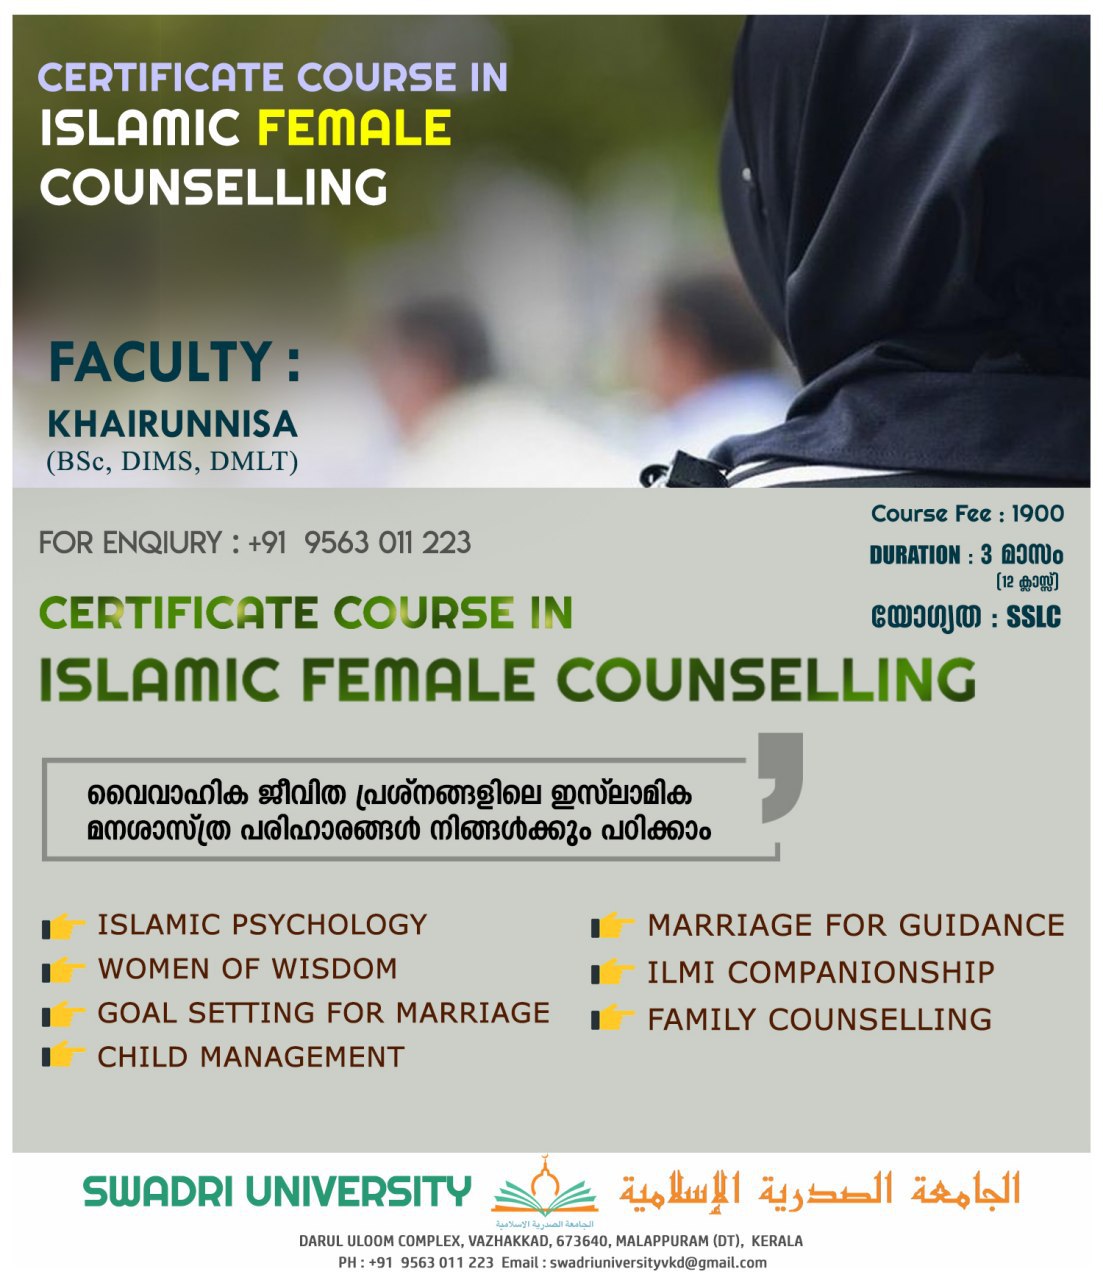 CERTIFICATE COURSE IN
ISLAMIC FEMALE
COUNSELLING
FACULTY :
KHAIRUNNISA
(BSc, DIMS, DMLT)
FOR ENQIURY : +91 9563 011 223
Course Fee : 1900
DURATION : 3 മാസം
(12 ക്ലാസ്സ്)
യോഗ്യത : SSLC
CERTIFICATE COURSE IN
ISLAMIC FEMALE COUNSELLING
വൈവാഹിക ജീവിത പ്രശ്നങ്ങളിലെ ഇസ്‌ലാമിക
മനശാസ്ത്ര പരിഹാരങ്ങൾ നിങ്ങൾക്കും പഠിക്കാം
ISLAMIC PSYCHOLOGY
WOMEN OF WISDOM
GOAL SETTING FOR MARRIAGE
CHILD MANAGEMENT
MARRIAGE FOR GUIDANCE
ILMI COMPANIONSHIP
FAMILY COUNSELLING
SWADRI UNIVERSITY
الجامعة الصدرية الاسلامية
الجامعة الصدرية الإسلامية
DARUL ULOOM COMPLEX, VAZHAKKAD, 673640, MALAPPURAM (DT), KERALA
PH : +91 9563 011 223 Email : swadriuniversityvkd@gmail.com